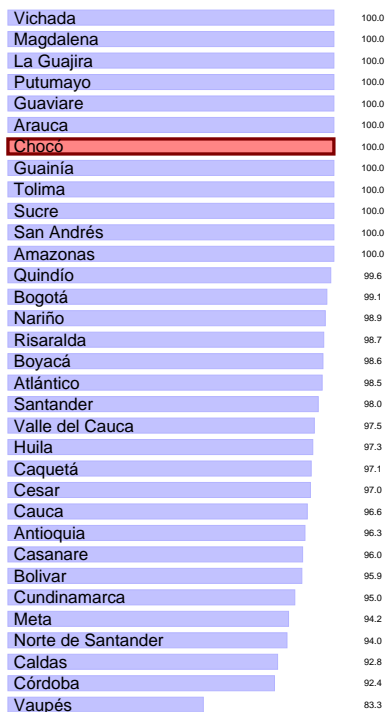 Vichada 100.0
Magdalena 100.0
La Guajira 100.0
Putumayo 100.0
Guaviare 100.0
Arauca 100.0
Chocó 100.0
Guainía 100.0
Tolima 100.0
Sucre 100.0
San Andrés 100.0
Amazonas 100.0
Quindío 99.6
Bogotá 99.1
Nariño 98.9
Risaralda 98.7
Boyacá 98.6
Atlántico 98.5
Santander 98.0
Valle del Cauca 97.5
Huila 97.3
Caquetá 97.1
Cesar 97.0
Cauca 96.6
Antioquia 96.3
Casanare 96.0
Bolivar 95.9
Cundinamarca 95.0
Meta 94.2
Norte de Santander 94.0
Caldas 92.8
Córdoba 92.4
Vaupés 83.3